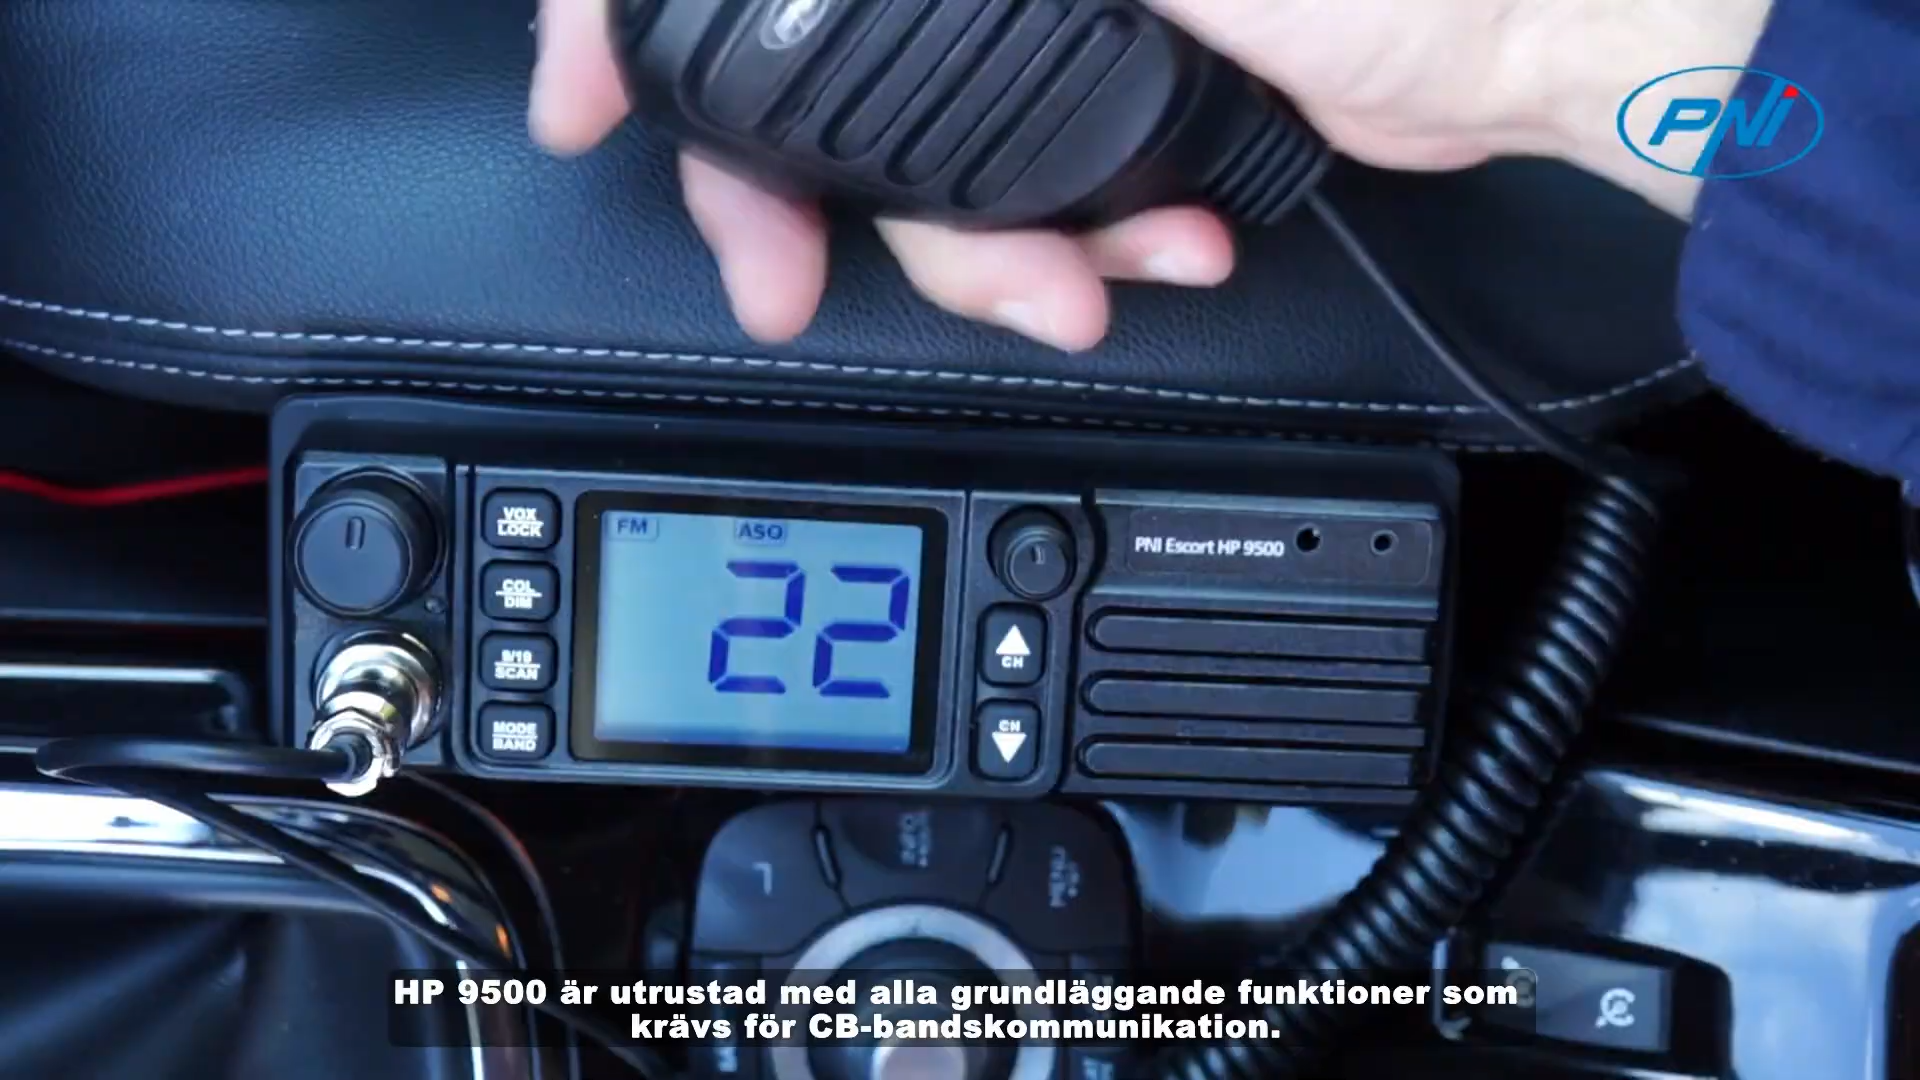 PNI
FM
ASQ
22
VOX
LOCK
COL
DIM
9/19
SCAN
MODE
BAND
CH
CH
PNI Escort HP 9500
HP 9500 är utrustad med alla grundläggande funktioner som
krävs för CB-bandskommunikation.